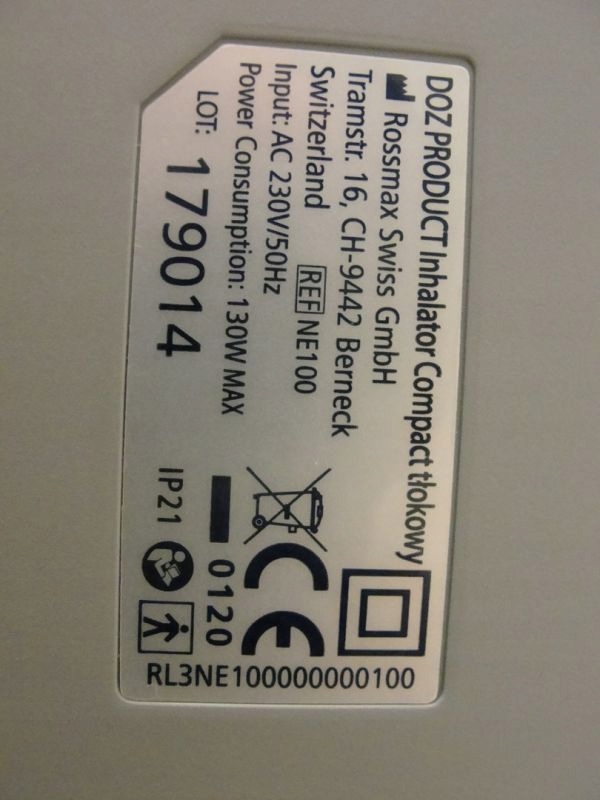 DOZ PRODUCT Inhalator Compact tłokowy
Rossmax Swiss GmbH
Tramstr. 16, CH-9442 Berneck
Switzerland REF NE100
Input: AC 230V/50Hz
Power Consumption: 130W MAX
LOT: 179014
CE
0120
IP21
RL3NE100000000100